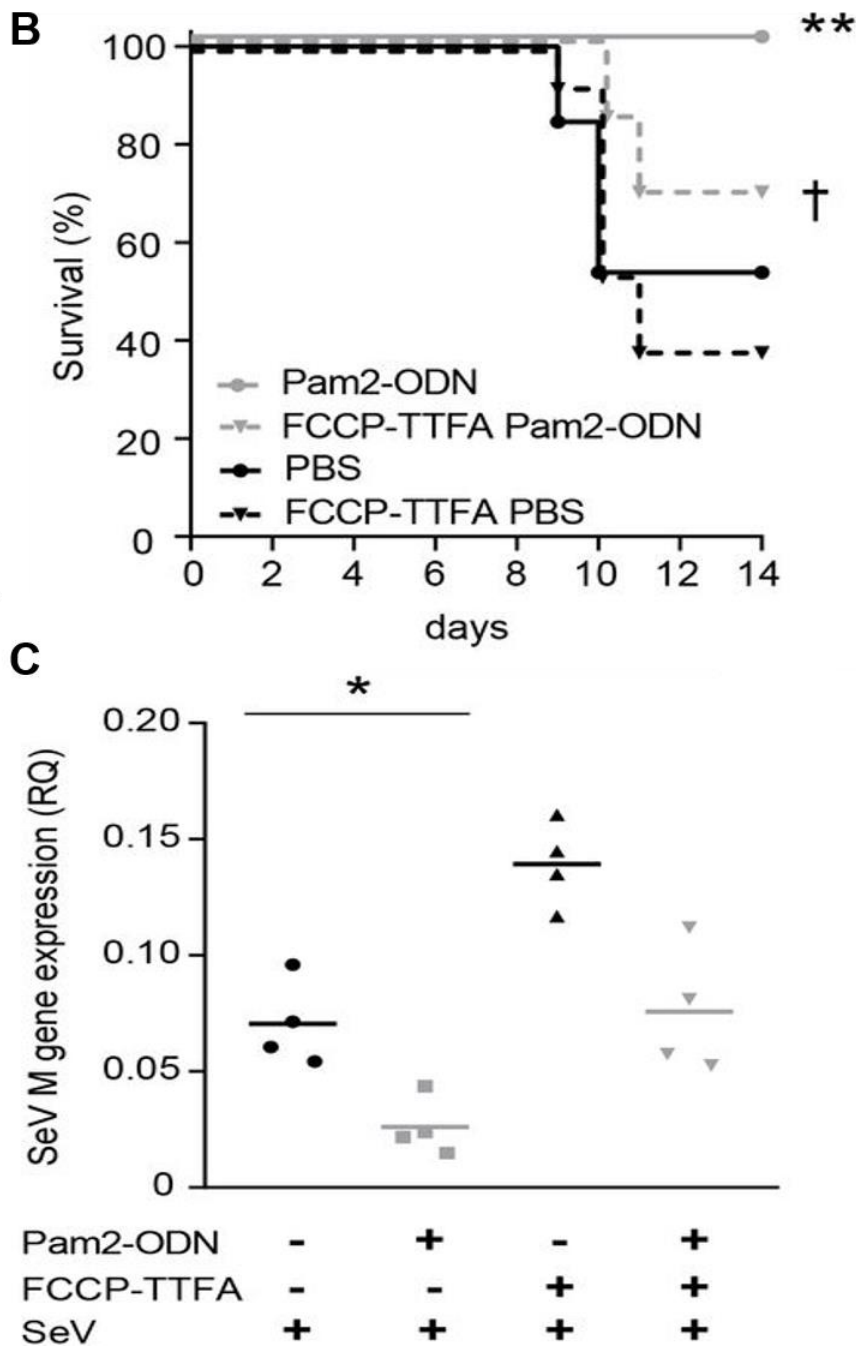 B
**
100
80
60
40
20
0
Survival (%)
†
Pam2-ODN
FCCP-TTFA Pam2-ODN
PBS
FCCP-TTFA PBS
0 2 4 6 8 10 12 14
days
C
*
0.20
0.15
0.10
0.05
0
SeV M gene expression (RQ)
Pam2-ODN - + - +
FCCP-TTFA - - + +
SeV + + + +